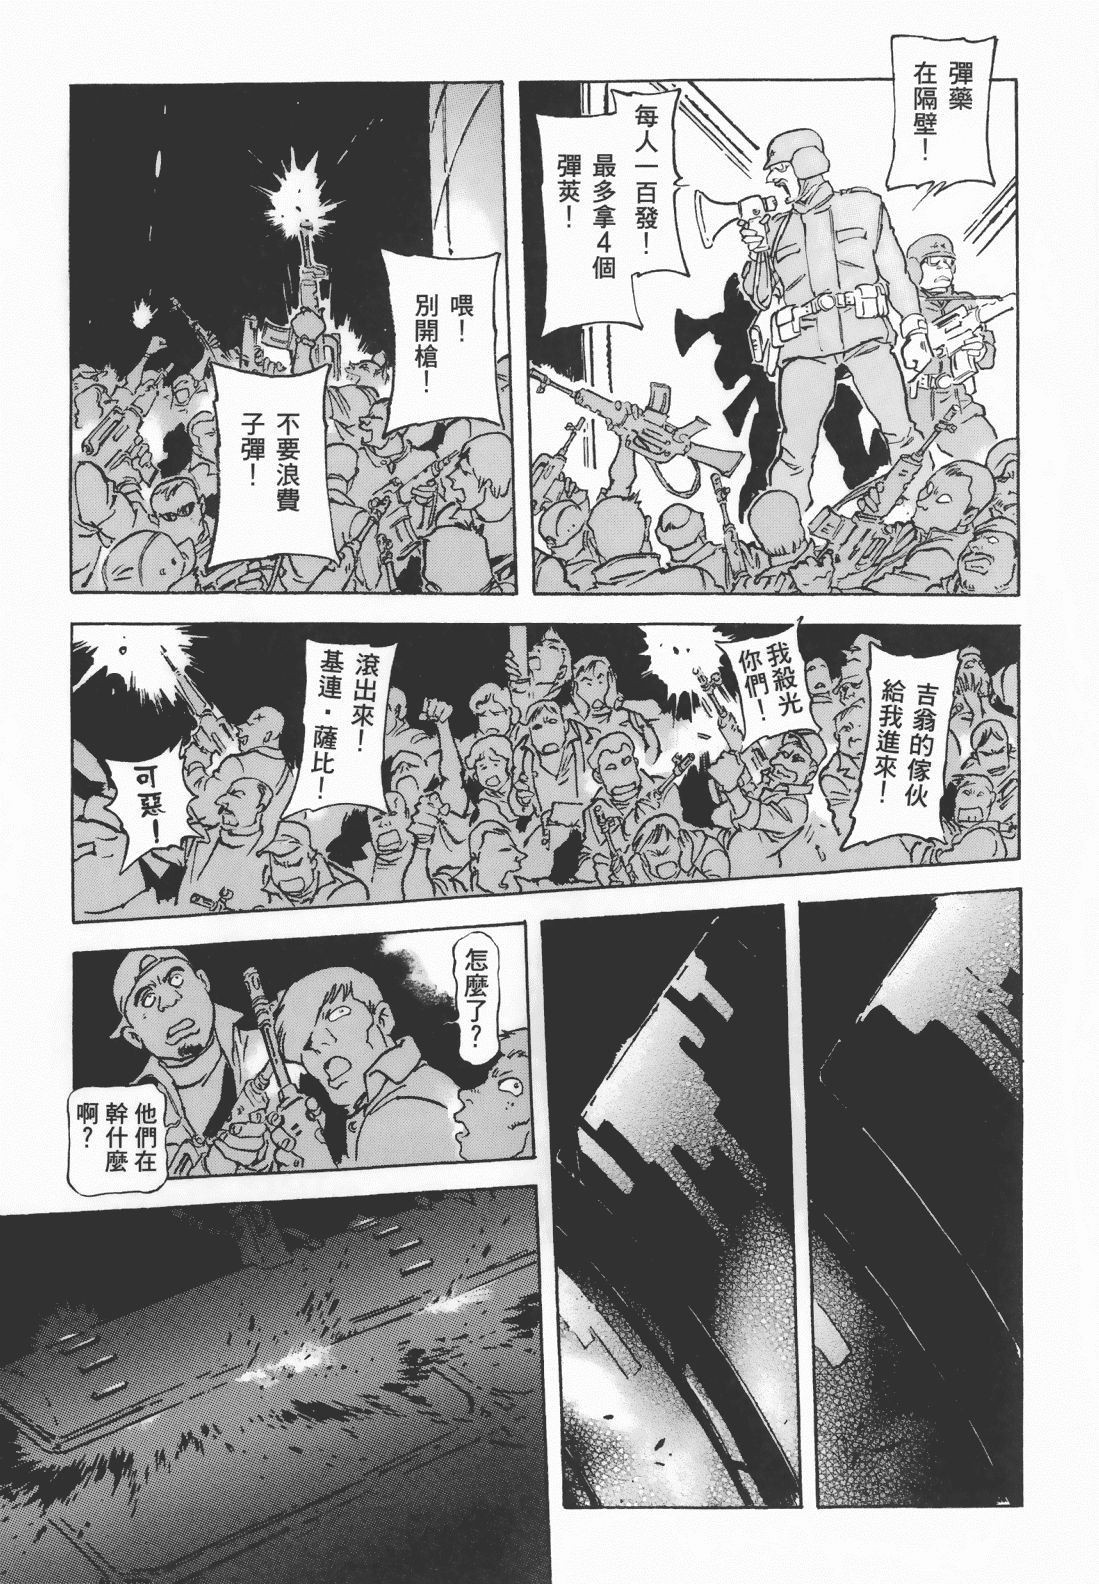 彈藥
在隔壁！
每人一百發！
最多拿4個
彈莢！
喂！
別開槍！
不要浪費
子彈！
吉翁的傢伙
給我進來！
我殺光
你們！
滾出來！
基連・薩比！
可惡！
怎麼了？
他們在
幹什麼
啊？